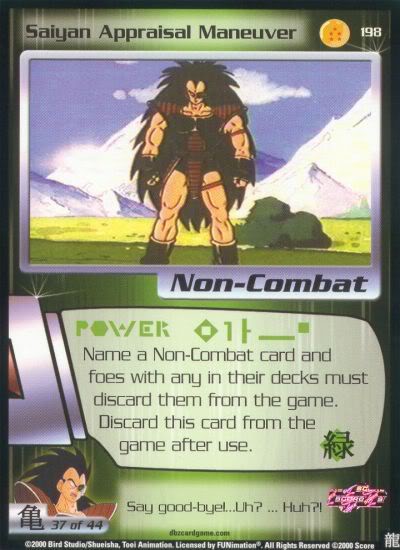 Saiyan Appraisal Maneuver 198
Non-Combat
POWER
Name a Non-Combat card and
foes with any in their decks must
discard them from the game.
Discard this card from the
game after use.
緑
Say good-bye!...Uh? ... Huh?!
亀 37 of 44
SCORE
dbzcardgame.com
龍
©2000 Bird Studio/Shueisha, Toei Animation. Licensed by FUNimation®. All Rights Reserved ©2000 Score